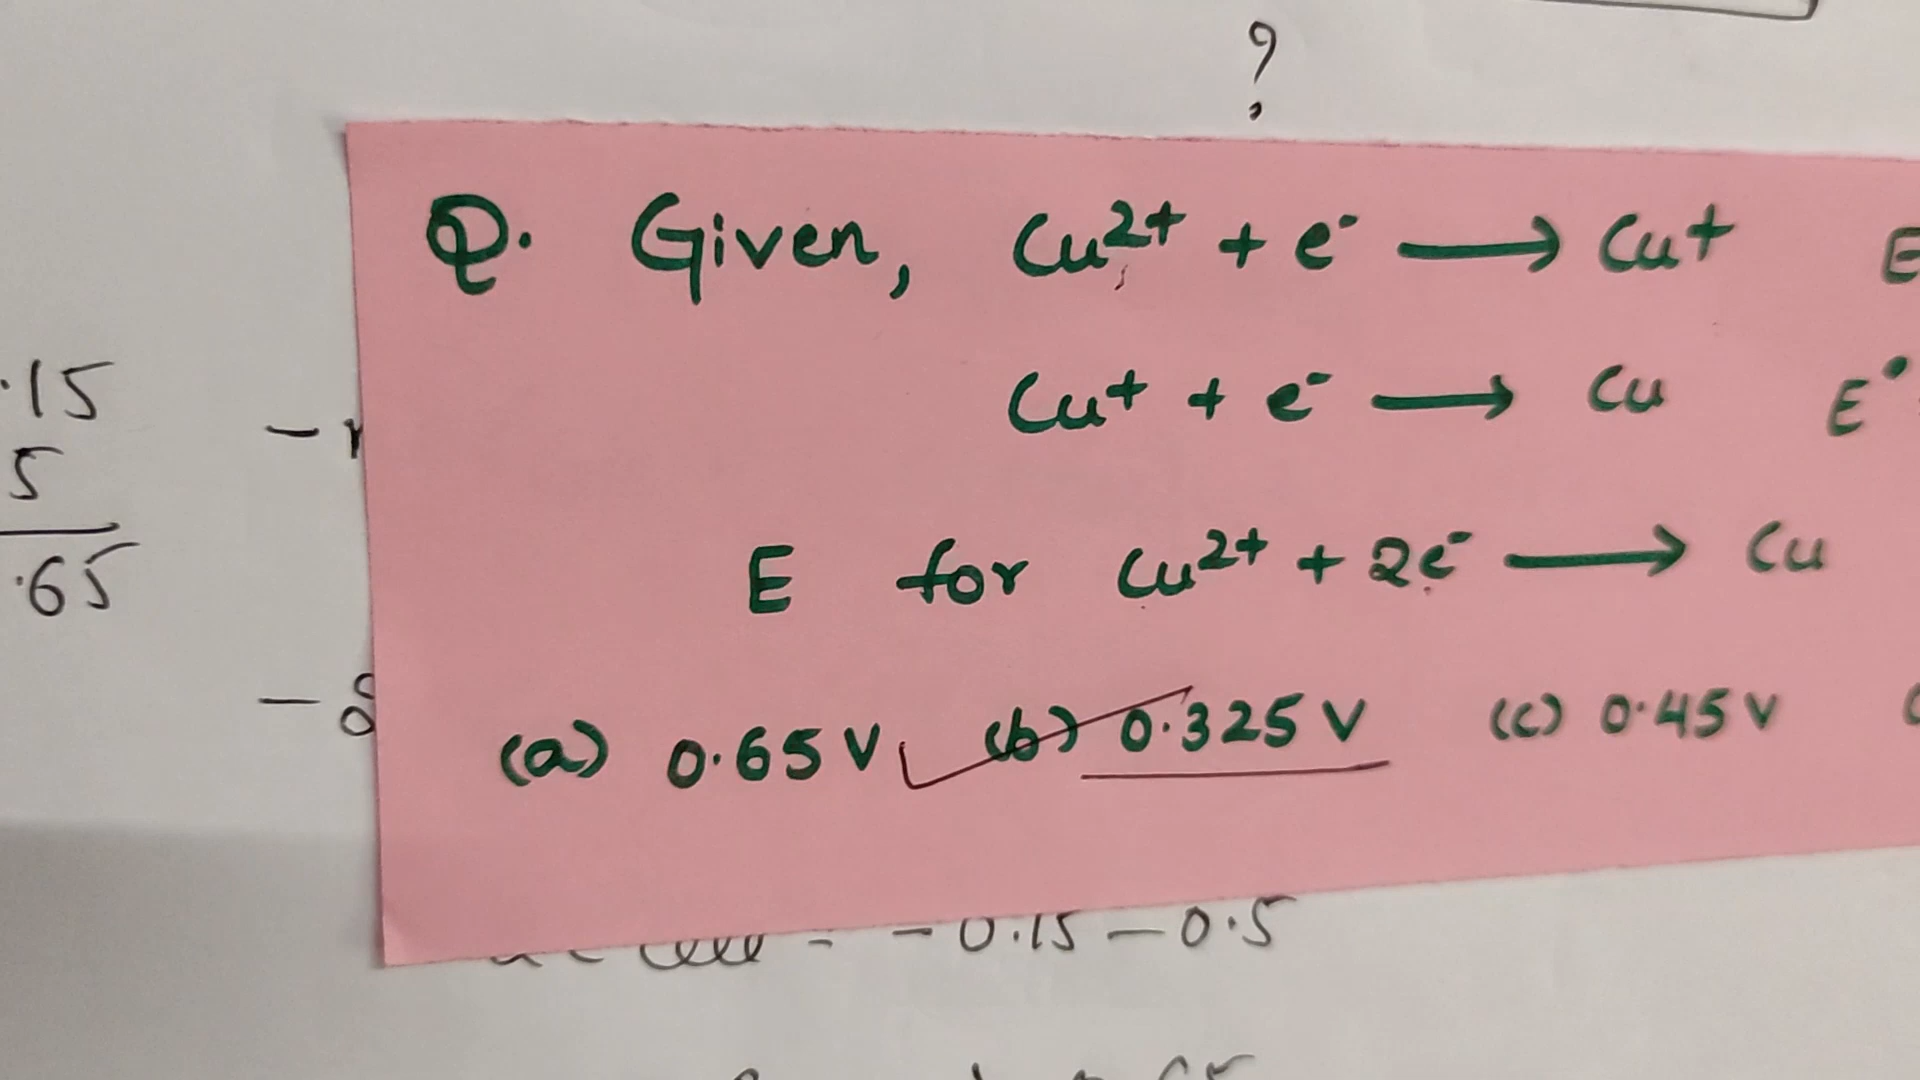 ?
Q. Given, Cu²⁺ + e⁻ ⟶ Cu⁺ E
Cu⁺ + e⁻ ⟶ Cu E°
E for Cu²⁺ + 2e⁻ ⟶ Cu
(a) 0.65 V (b) 0.325 V (c) 0.45 V
.15
5
.65
cell = - 0.15 - 0.5